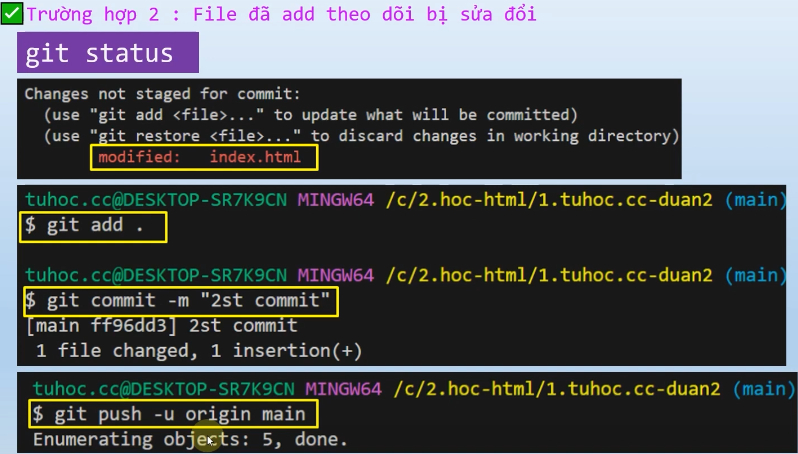 ✅Trường hợp 2 : File đã add theo dõi bị sửa đổi
git status
Changes not staged for commit:
(use "git add <file>..." to update what will be committed)
(use "git restore <file>..." to discard changes in working directory)
modified: index.html
tuhoc.cc@DESKTOP-SR7K9CN MINGW64 /c/2.hoc-html/1.tuhoc.cc-duan2 (main)
$ git add .
tuhoc.cc@DESKTOP-SR7K9CN MINGW64 /c/2.hoc-html/1.tuhoc.cc-duan2 (main)
$ git commit -m "2st commit"
[main ff96dd3] 2st commit
1 file changed, 1 insertion(+)
tuhoc.cc@DESKTOP-SR7K9CN MINGW64 /c/2.hoc-html/1.tuhoc.cc-duan2 (main)
$ git push -u origin main
Enumerating objects: 5, done.